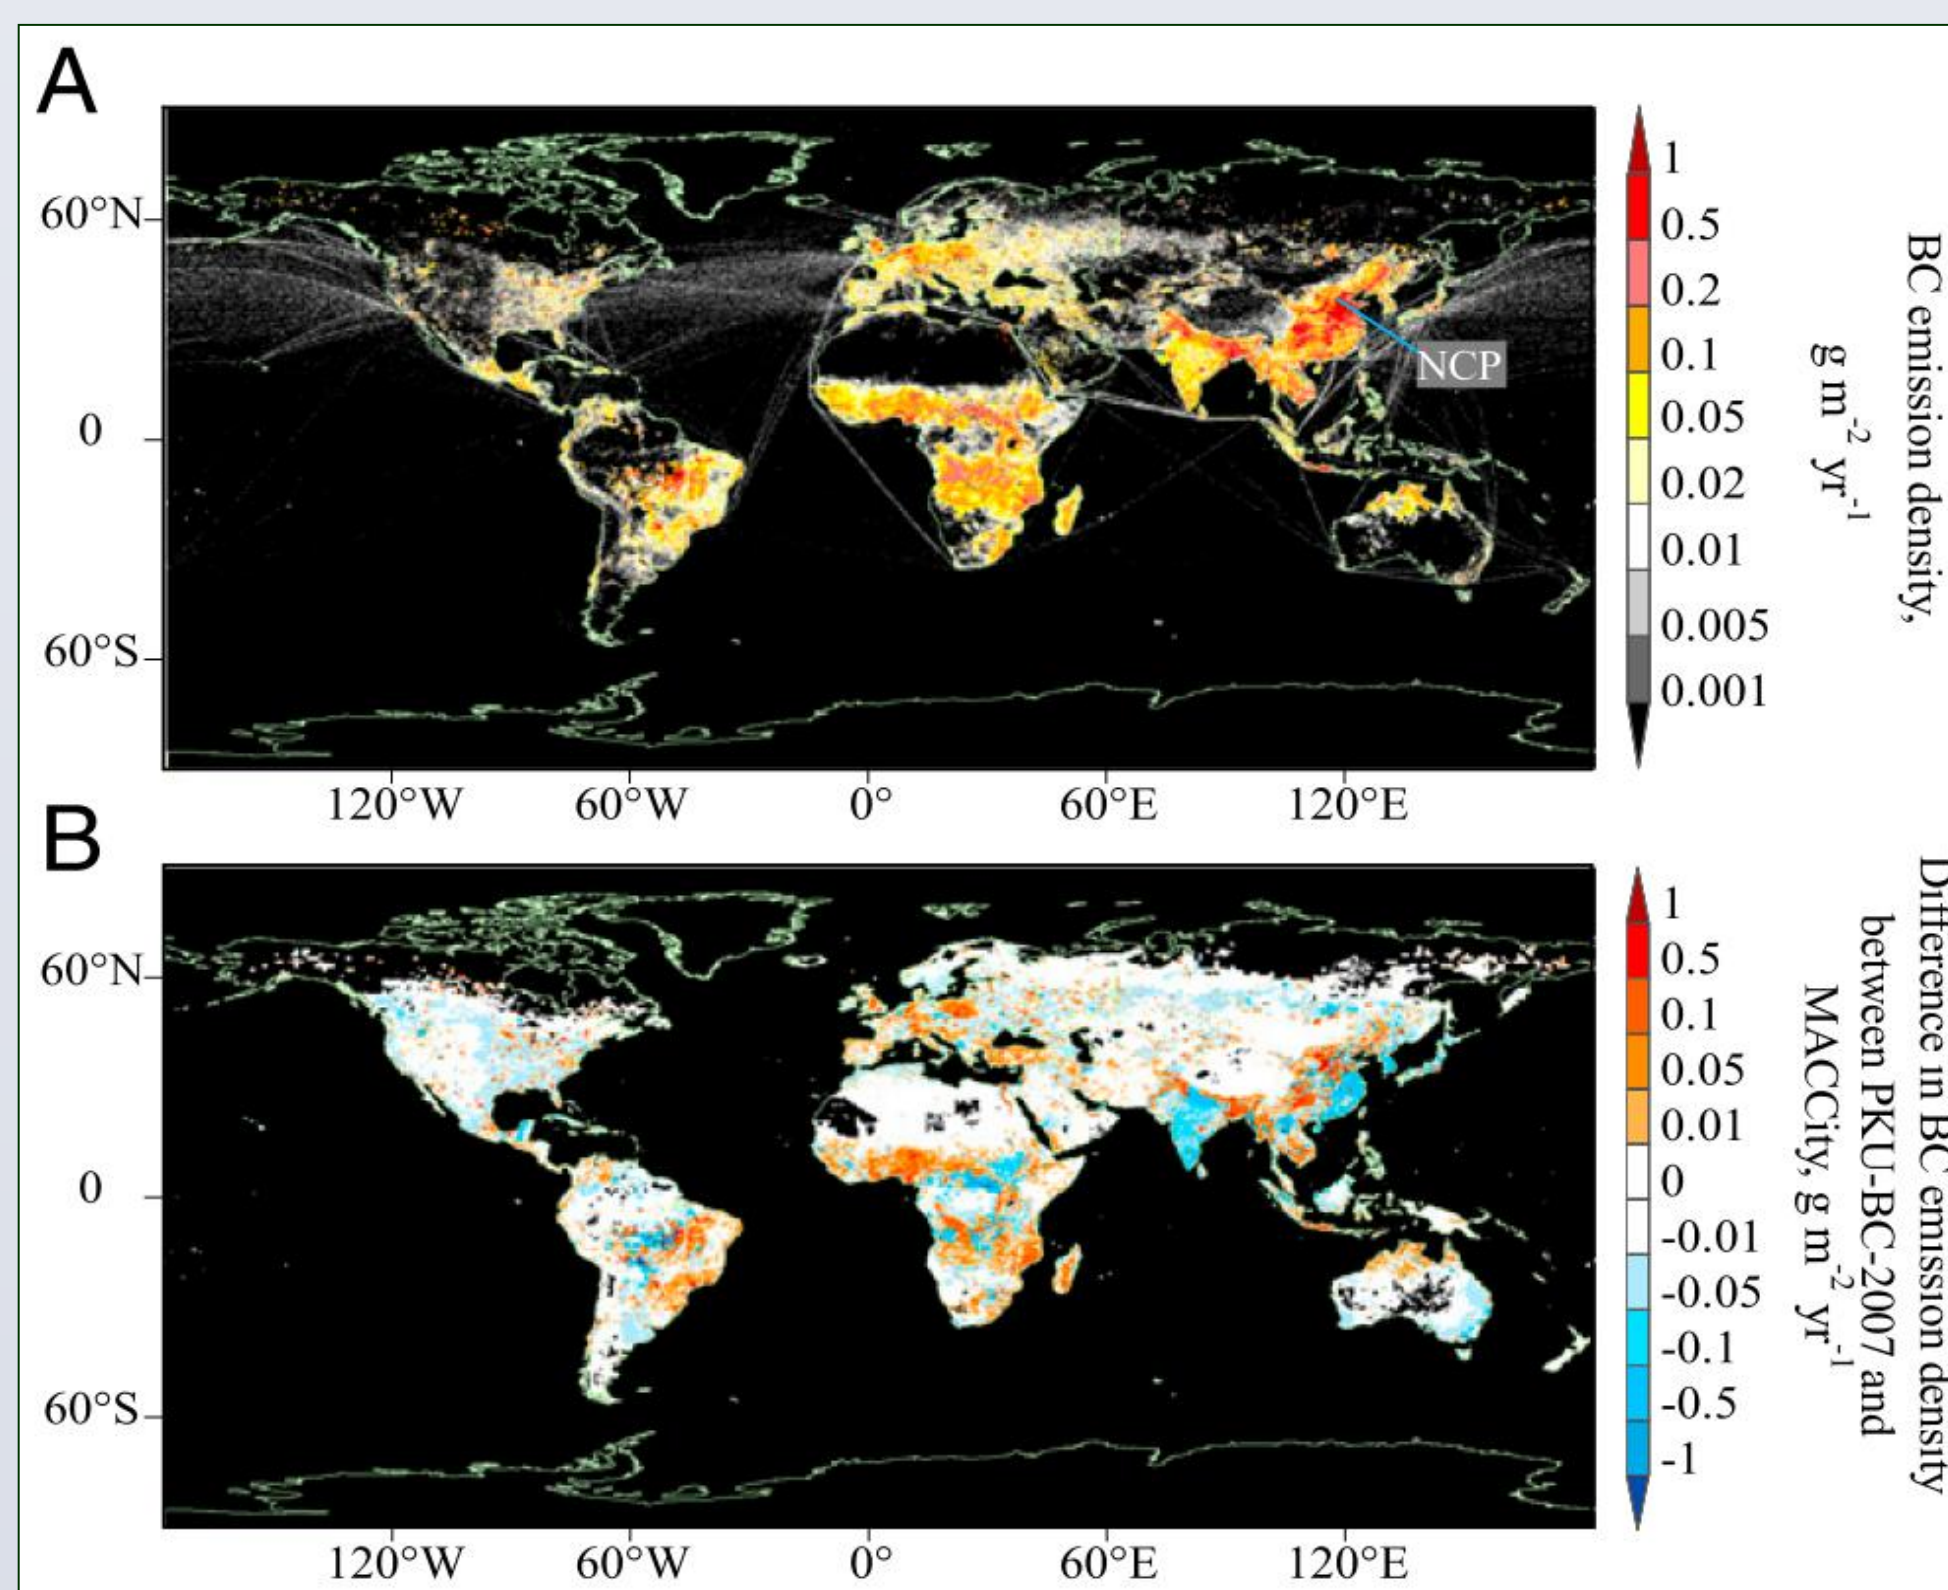 A
60°N
0
60°S
120°W 60°W 0° 60°E 120°E
NCP
1
0.5
0.2
0.1
0.05
0.02
0.01
0.005
0.001
BC emission density,
g m-2 yr-1
B
60°N
0
60°S
120°W 60°W 0° 60°E 120°E
1
0.5
0.1
0.05
0.01
0
-0.01
-0.05
-0.1
-0.5
-1
Difference in BC emission density
between PKU-BC-2007 and
MACCity, g m-2 yr-1